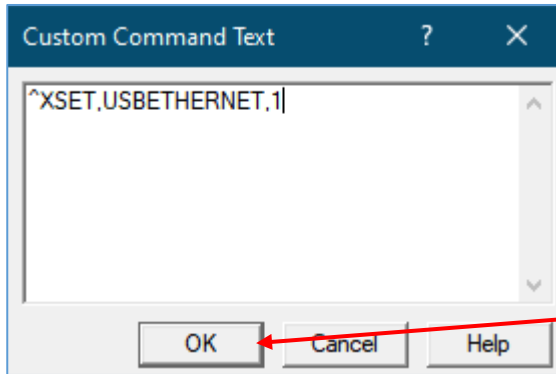 Custom Command Text ? ×
^XSET,USBETHERNET,1
OK Cancel Help